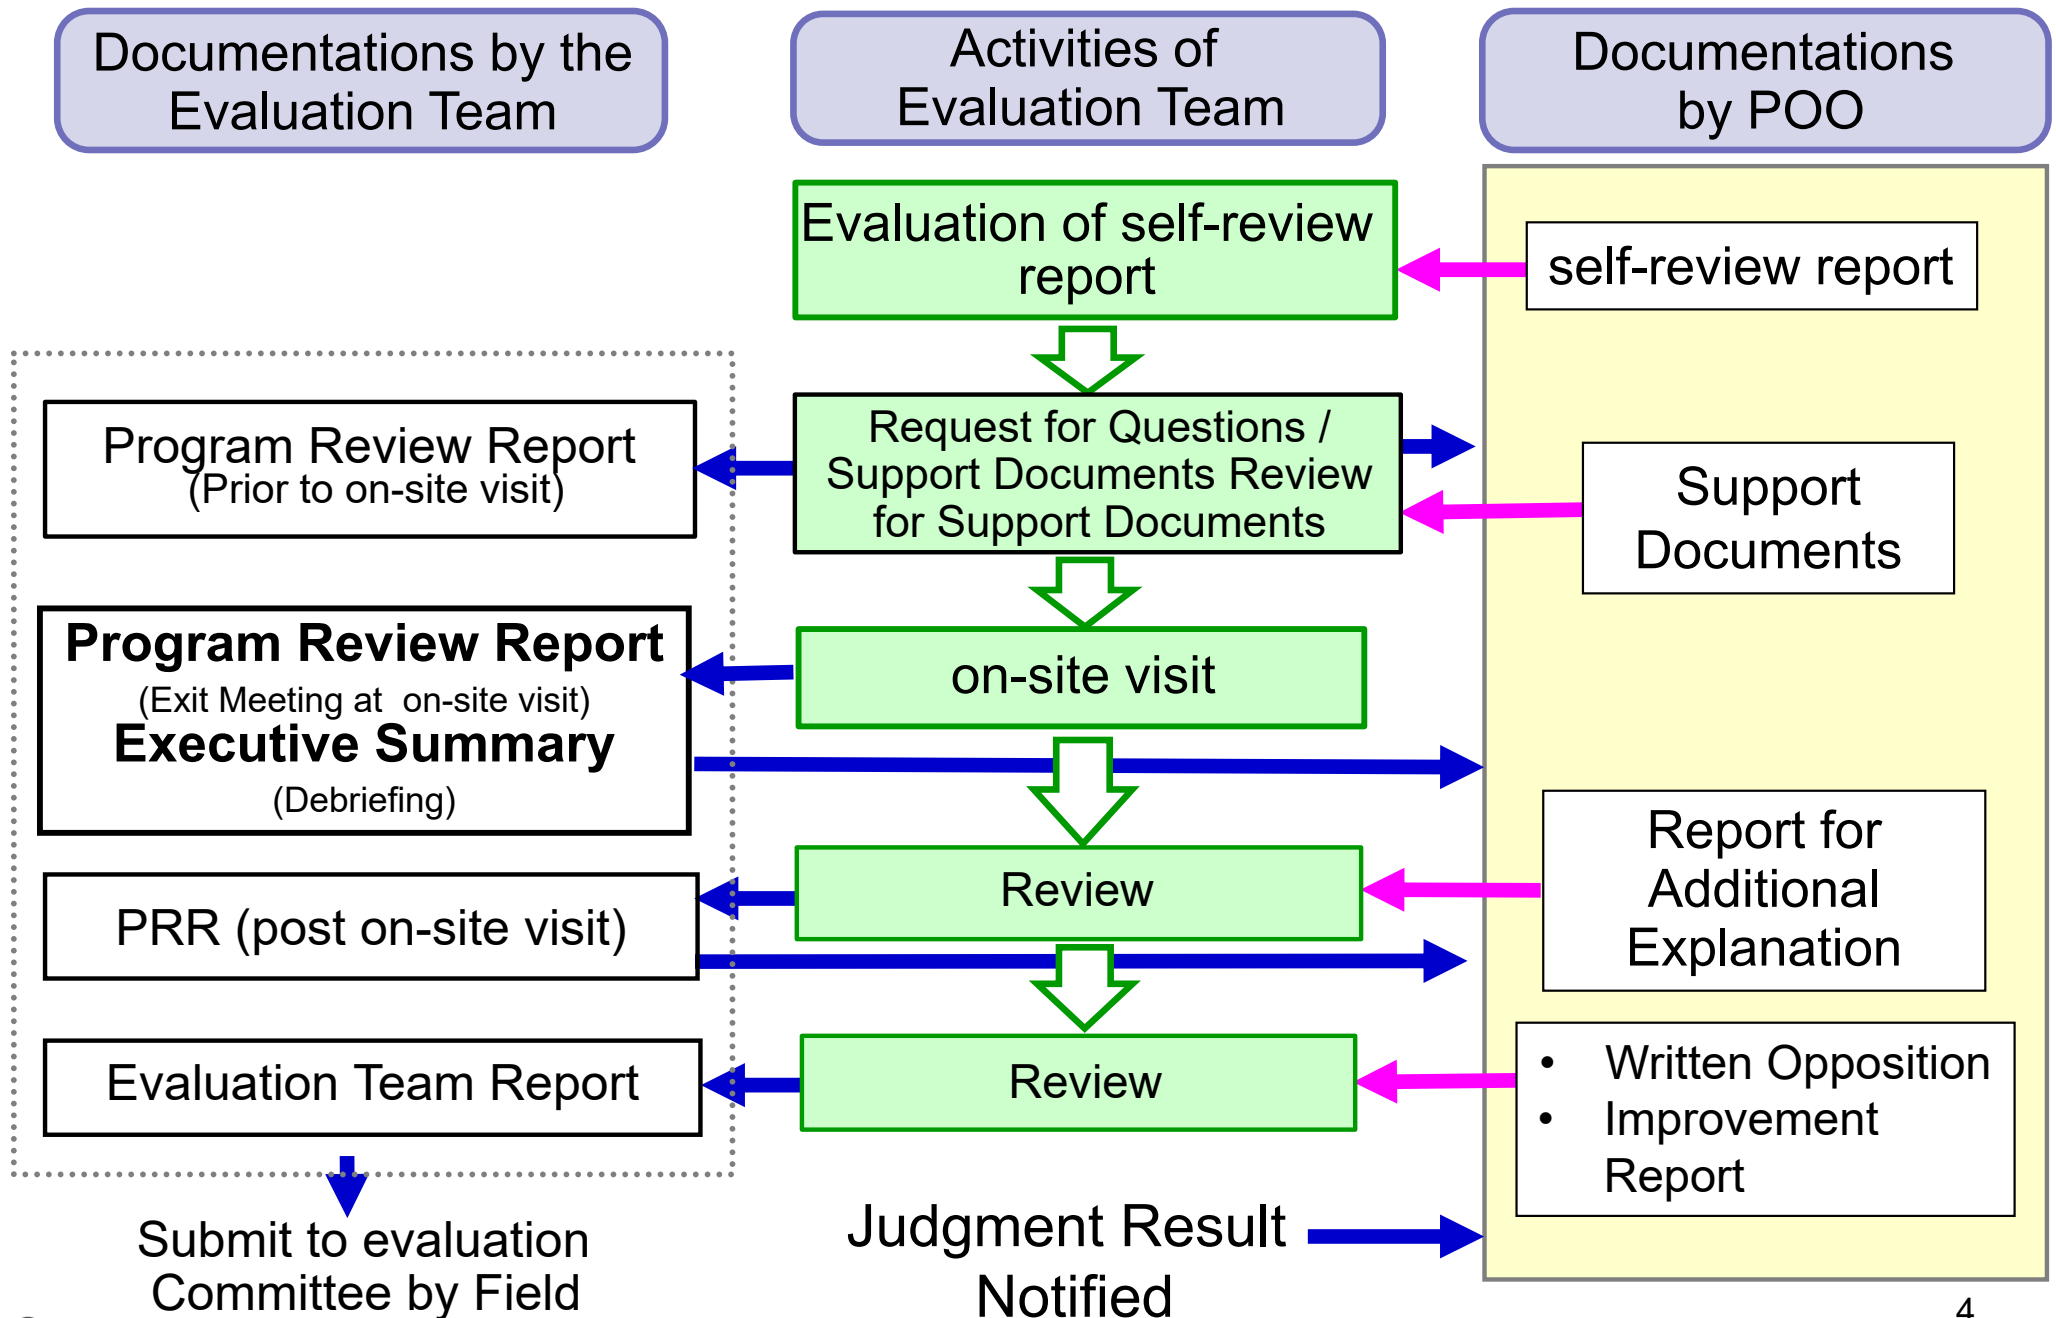 Documentations by the
Evaluation Team
Activities of
Evaluation Team
Documentations
by POO
Evaluation of self-review
report
self-review report
Program Review Report
(Prior to on-site visit)
Request for Questions /
Support Documents Review
for Support Documents
Support
Documents
Program Review Report
(Exit Meeting at  on-site visit)
Executive Summary
(Debriefing)
on-site visit
Report for
Additional
Explanation
Review
PRR (post on-site visit)
Evaluation Team Report
Review
• Written Opposition
• Improvement
Report
Submit to evaluation
Committee by Field
Judgment Result
Notified
4